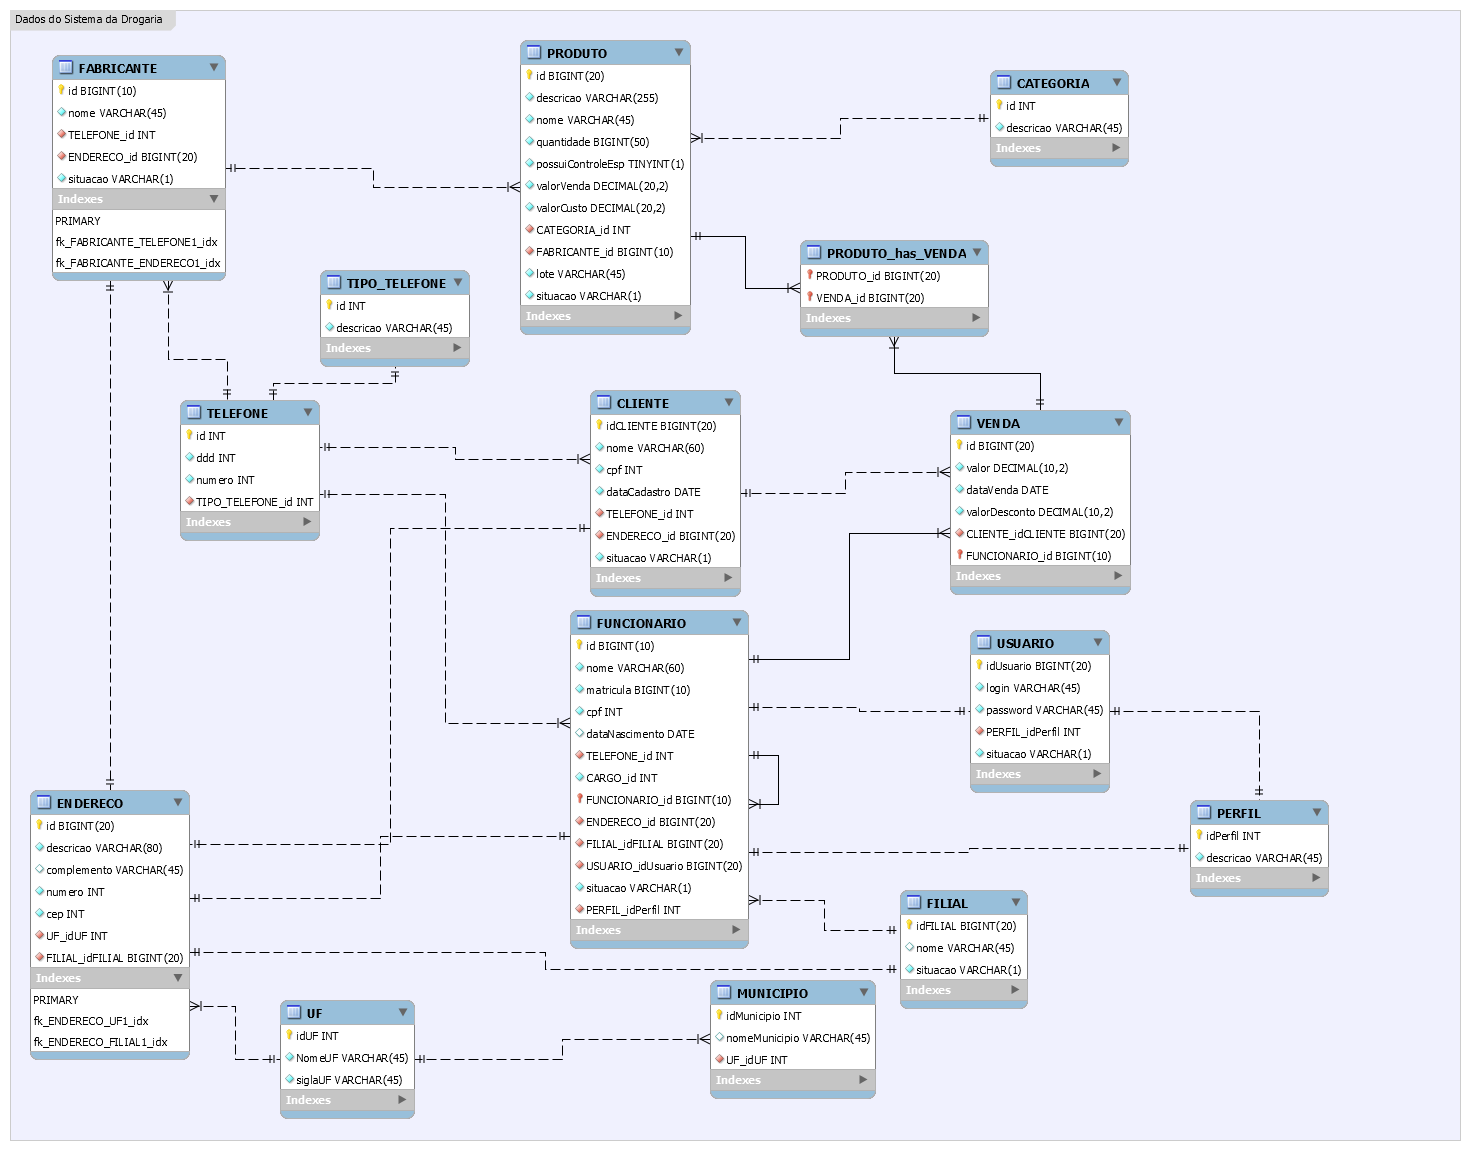 Dados do Sistema da Drogaria
FABRICANTE
id BIGINT(10)
nome VARCHAR(45)
TELEFONE_id INT
ENDERECO_id BIGINT(20)
situacao VARCHAR(1)
Indexes
PRIMARY
fk_FABRICANTE_TELEFONE1_idx
fk_FABRICANTE_ENDERECO1_idx
PRODUTO
id BIGINT(20)
descricao VARCHAR(255)
nome VARCHAR(45)
quantidade BIGINT(50)
possuiControleEsp TINYINT(1)
valorVenda DECIMAL(20,2)
valorCusto DECIMAL(20,2)
CATEGORIA_id INT
FABRICANTE_id BIGINT(10)
lote VARCHAR(45)
situacao VARCHAR(1)
Indexes
CATEGORIA
id INT
descricao VARCHAR(45)
Indexes
PRODUTO_has_VENDA
PRODUTO_id BIGINT(20)
VENDA_id BIGINT(20)
Indexes
TIPO_TELEFONE
id INT
descricao VARCHAR(45)
Indexes
TELEFONE
id INT
ddd INT
numero INT
TIPO_TELEFONE_id INT
Indexes
CLIENTE
idCLIENTE BIGINT(20)
nome VARCHAR(60)
cpf INT
dataCadastro DATE
TELEFONE_id INT
ENDERECO_id BIGINT(20)
situacao VARCHAR(1)
Indexes
VENDA
id BIGINT(20)
valor DECIMAL(10,2)
dataVenda DATE
valorDesconto DECIMAL(10,2)
CLIENTE_idCLIENTE BIGINT(20)
FUNCIONARIO_id BIGINT(10)
Indexes
FUNCIONARIO
id BIGINT(10)
nome VARCHAR(60)
matricula BIGINT(10)
cpf INT
dataNascimento DATE
TELEFONE_id INT
CARGO_id INT
FUNCIONARIO_id BIGINT(10)
ENDERECO_id BIGINT(20)
FILIAL_idFILIAL BIGINT(20)
USUARIO_idUsuario BIGINT(20)
situacao VARCHAR(1)
PERFIL_idPerfil INT
Indexes
USUARIO
idUsuario BIGINT(20)
login VARCHAR(45)
password VARCHAR(45)
PERFIL_idPerfil INT
situacao VARCHAR(1)
Indexes
PERFIL
idPerfil INT
descricao VARCHAR(45)
Indexes
ENDERECO
id BIGINT(20)
descricao VARCHAR(80)
complemento VARCHAR(45)
numero INT
cep INT
UF_idUF INT
FILIAL_idFILIAL BIGINT(20)
Indexes
PRIMARY
fk_ENDERECO_UF1_idx
fk_ENDERECO_FILIAL1_idx
FILIAL
idFILIAL BIGINT(20)
nome VARCHAR(45)
situacao VARCHAR(1)
Indexes
UF
idUF INT
NomeUF VARCHAR(45)
siglaUF VARCHAR(45)
Indexes
MUNICIPIO
idMunicipio INT
nomeMunicipio VARCHAR(45)
UF_idUF INT
Indexes